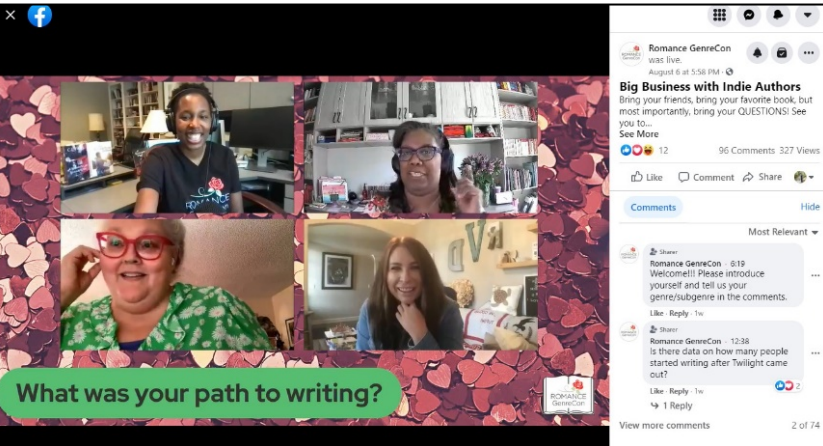 Romance GenreCon
was live.
August 6 at 5:58 PM ·
Big Business with Indie Authors
Bring your friends, bring your favorite book, but
most importantly, bring your QUESTIONS! See
you to...
See More
12
96 Comments 327 Views
Like
Comment
Share
Comments
Hide
Most Relevant
Sharer
Romance GenreCon · 6:19
Welcome!!! Please introduce
yourself and tell us your
genre/subgenre in the comments.
Like · Reply · 1w
Sharer
Romance GenreCon · 12:38
Is there data on how many people
started writing after Twilight came
out?
2
Like · Reply · 1w
1 Reply
View more comments
2 of 74
ROMANCE
What was your path to writing?
ROMANCE
GenreCon